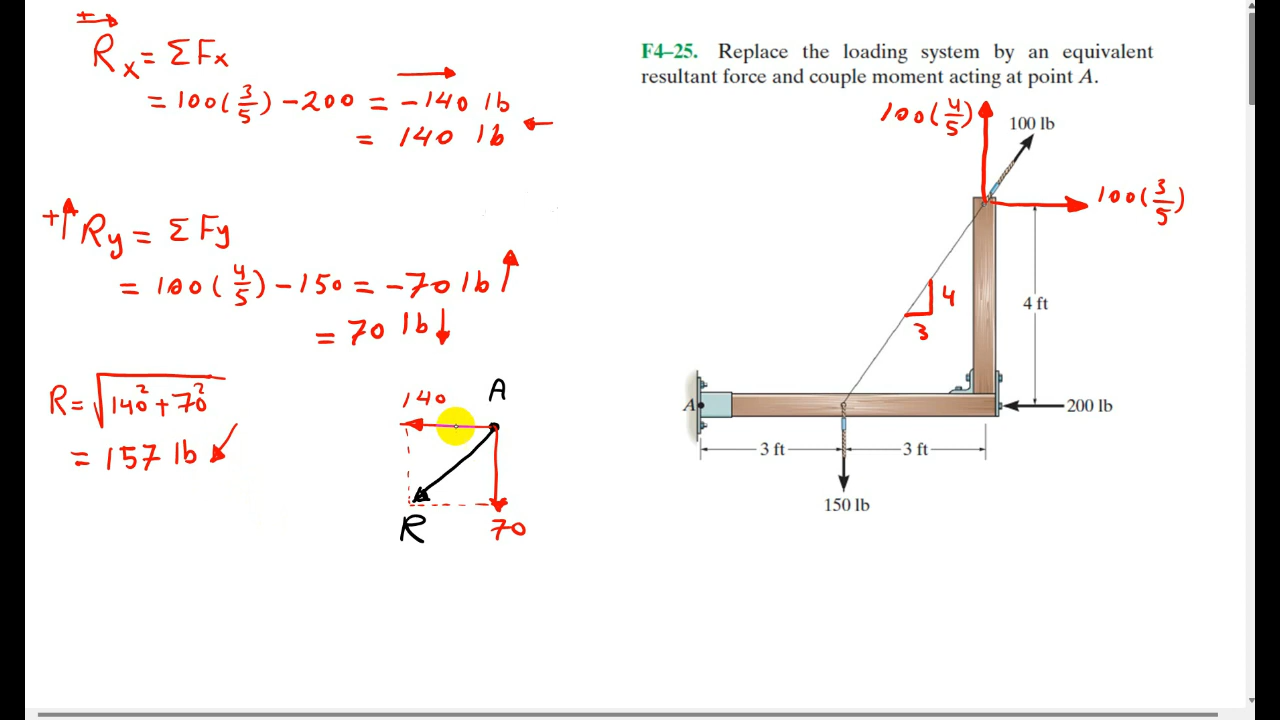 +→
Rx = ΣFx
= 100(3/5) - 200 = -140 lb
= 140 lb ←
+↑ Ry = ΣFy
= 100(4/5) - 150 = -70 lb ↑
= 70 lb ↓
R = √140² + 70²
= 157 lb ↙
140
A
R
70
F4–25. Replace the loading system by an equivalent
resultant force and couple moment acting at point A.
100(4/5)
100 lb
100(3/5)
4
3
4 ft
A
200 lb
3 ft
3 ft
150 lb